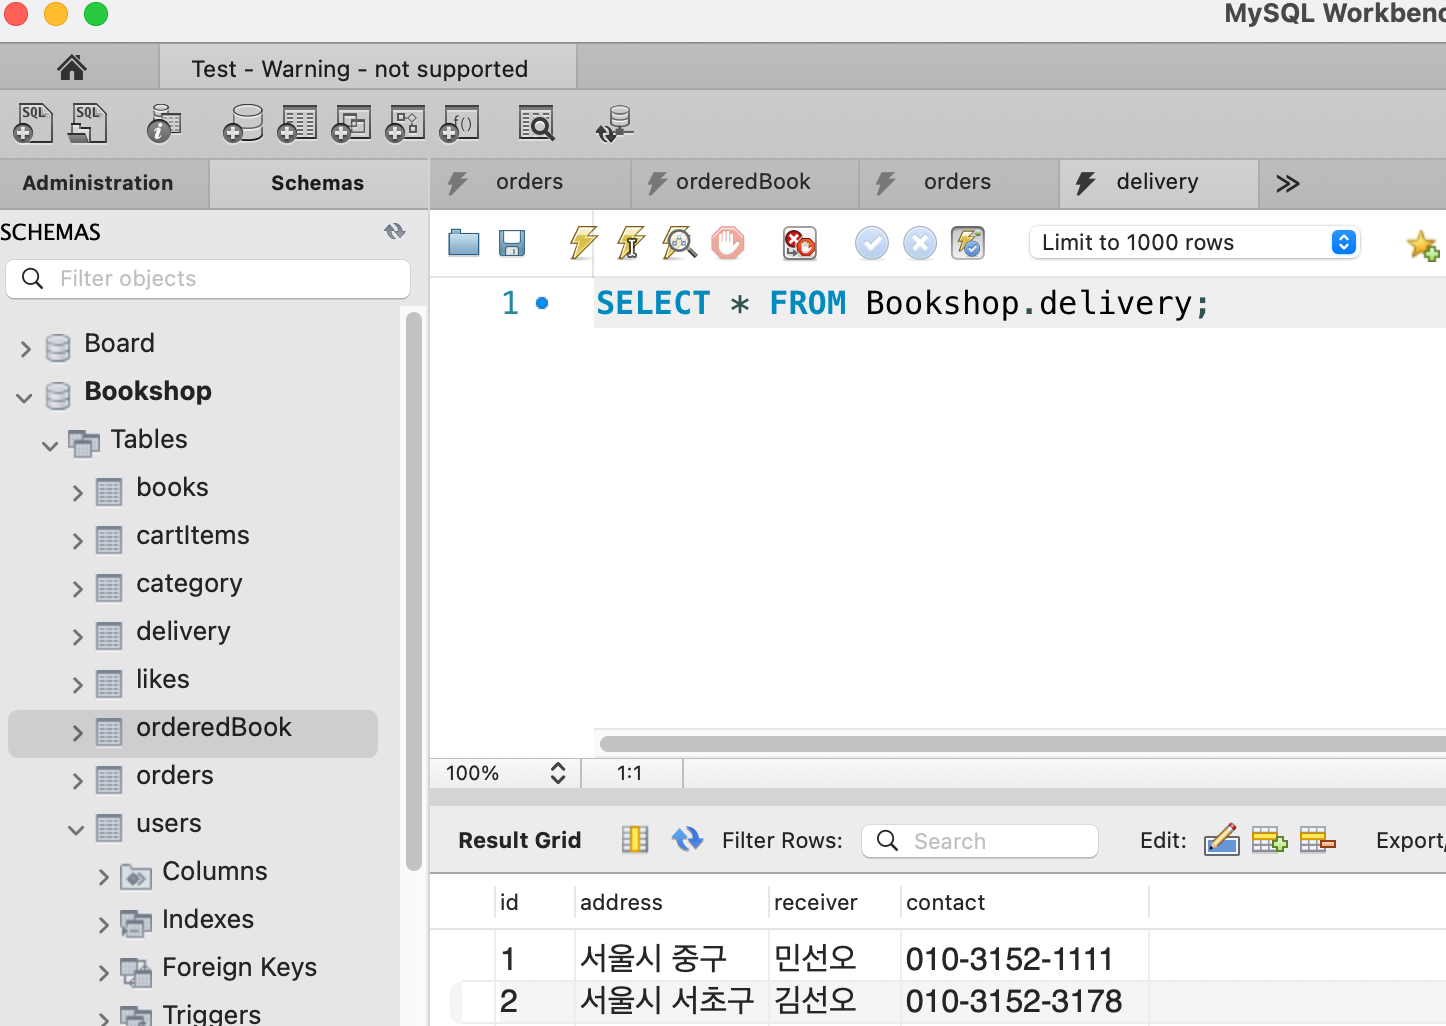 MySQL Workbenc
Test - Warning - not supported
Administration
Schemas
orders
orderedBook
orders
delivery
SCHEMAS
Filter objects
Limit to 1000 rows
1
SELECT * FROM Bookshop.delivery;
Board
Bookshop
Tables
books
cartItems
category
delivery
likes
orderedBook
orders
users
Columns
Indexes
Foreign Keys
Triggers
100%
1:1
Result Grid
Filter Rows:
Search
Edit:
Export/
id address receiver contact
1 서울시 중구 민선오 010-3152-1111
2 서울시 서초구 김선오 010-3152-3178